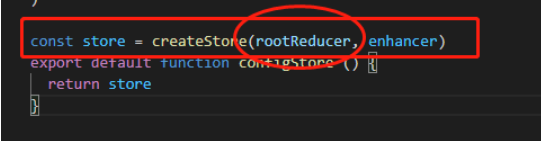 )
const store = createStore(rootReducer, enhancer)
export default function configStore () {
return store
}